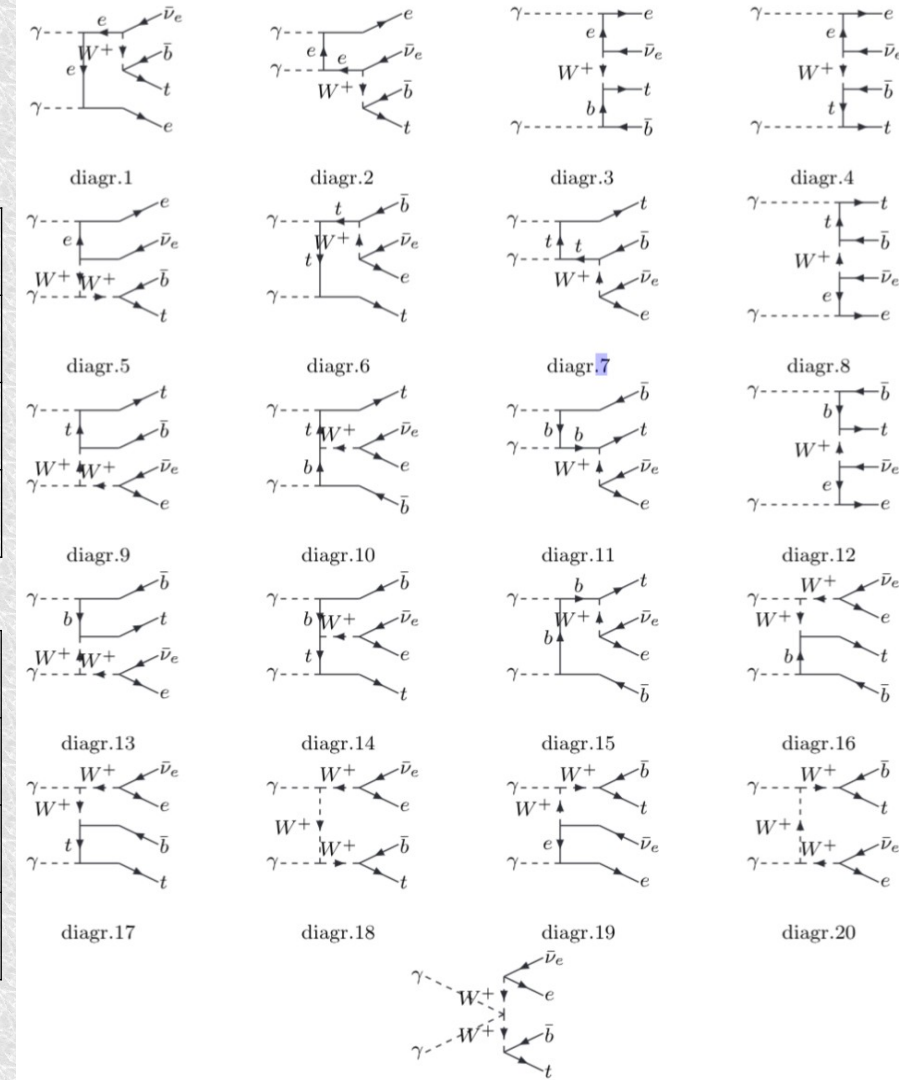 e ν̄e
γ W+ b̄
e t
γ e
diagr.1
γ e
e e ν̄e
γ W+ b̄
t
diagr.2
γ e
e ν̄e
W+ t
b
γ b̄
diagr.3
γ e
e ν̄e
W+ b̄
t
γ t
diagr.4
γ e
e ν̄e
W+ W+ b̄
γ t
diagr.5
t b̄
γ W+ ν̄e
t e
γ t
diagr.6
γ t
t t b̄
γ W+ ν̄e
e
diagr.7
γ t
t b̄
W+ ν̄e
e
γ e
diagr.8
γ t
t b̄
W+ W+ ν̄e
γ e
diagr.9
γ t
t W+ ν̄e
b e
γ b̄
diagr.10
γ b̄
b b t
γ W+ ν̄e
e
diagr.11
γ b̄
b t
W+ ν̄e
e
γ e
diagr.12
γ b̄
b t
W+ W+ ν̄e
γ e
diagr.13
γ b̄
b W+ ν̄e
t e
γ t
diagr.14
b t
γ W+ ν̄e
b e
γ b̄
diagr.15
W+ ν̄e
γ e
W+ t
b
γ b̄
diagr.16
W+ ν̄e
γ e
W+ b̄
t
γ t
diagr.17
W+ ν̄e
γ e
W+ W+ b̄
γ t
diagr.18
W+ b̄
γ t
W+ ν̄e
e
γ e
diagr.19
W+ b̄
γ t
W+ W+ ν̄e
γ e
diagr.20
γ ν̄e
W+ e
W+ b̄
γ t